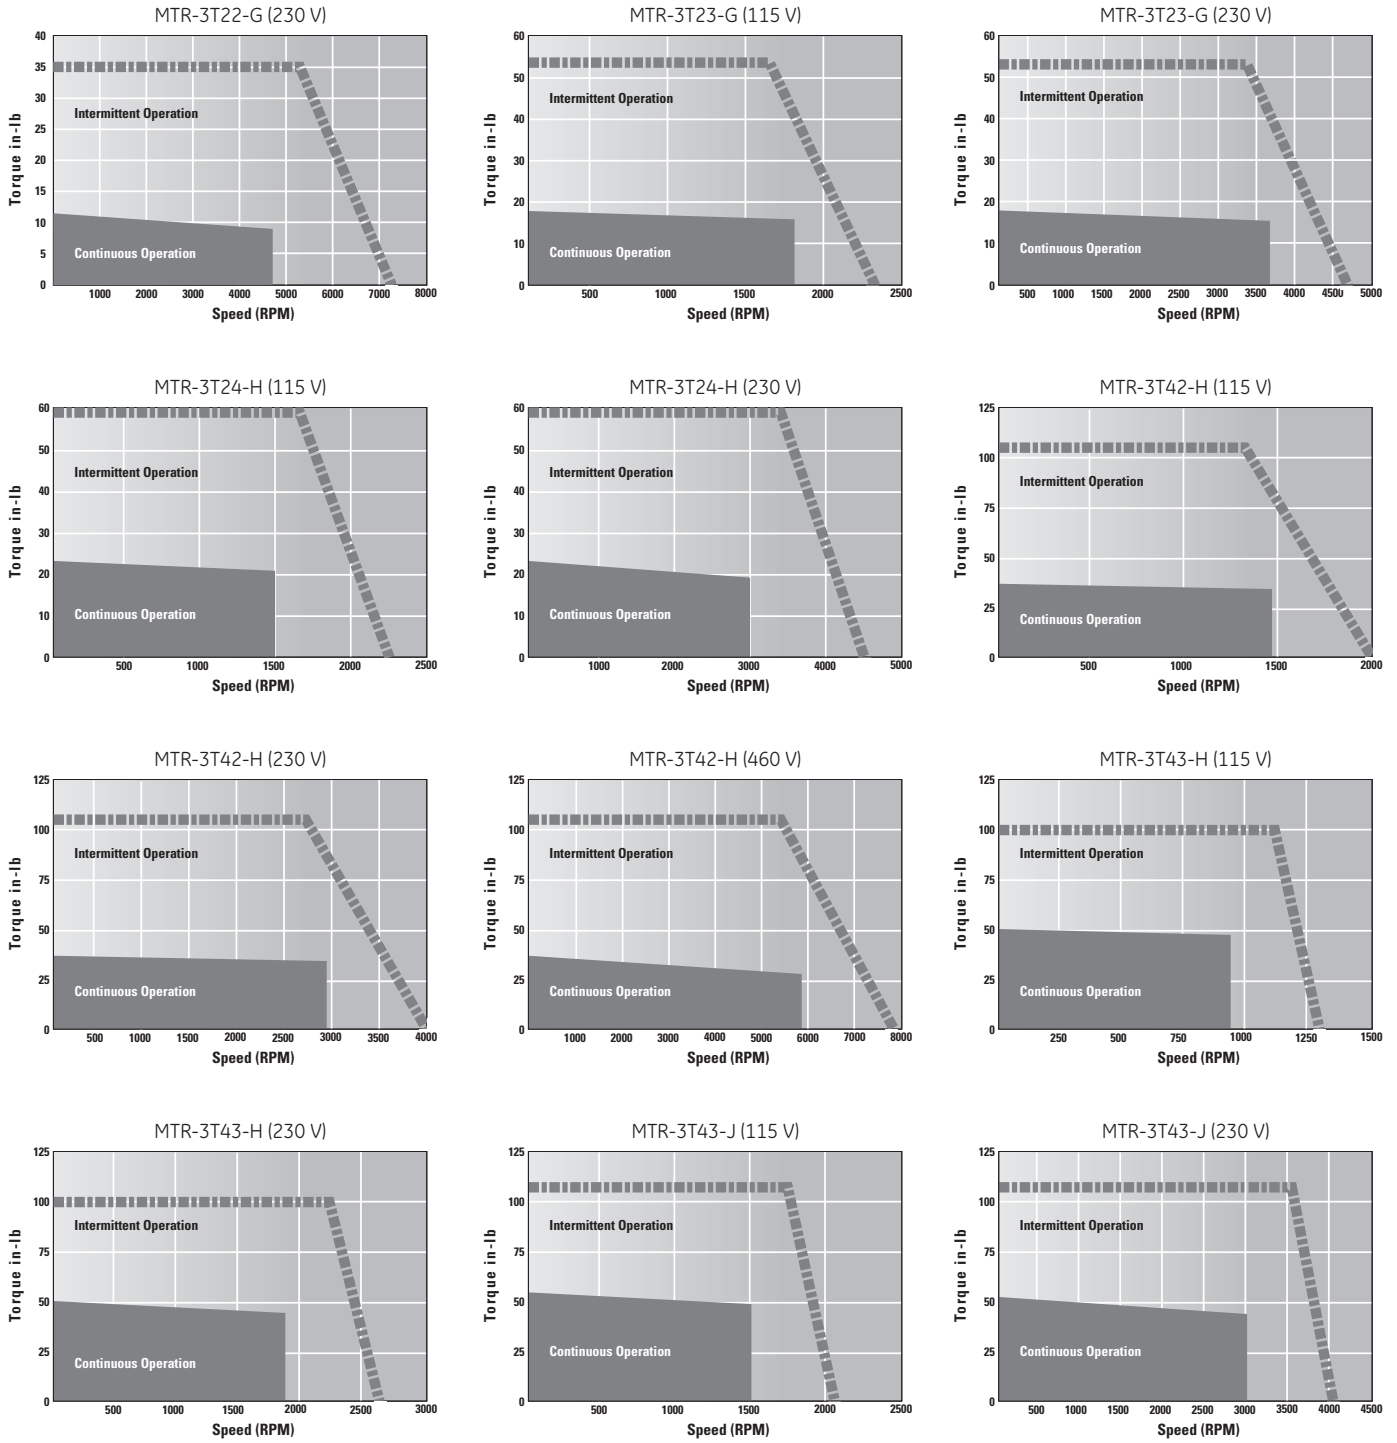 MTR-3T22-G (230 V)
40
35
30
25
20
15
10
5
0
Torque in-lb
Intermittent Operation
Continuous Operation
1000 2000 3000 4000 5000 6000 7000 8000
Speed (RPM)
MTR-3T23-G (115 V)
60
50
40
30
20
10
0
Torque in-lb
Intermittent Operation
Continuous Operation
500 1000 1500 2000 2500
Speed (RPM)
MTR-3T23-G (230 V)
60
50
40
30
20
10
0
Torque in-lb
Intermittent Operation
Continuous Operation
500 1000 1500 2000 2500 3000 3500 4000 4500 5000
Speed (RPM)
MTR-3T24-H (115 V)
60
50
40
30
20
10
0
Torque in-lb
Intermittent Operation
Continuous Operation
500 1000 1500 2000 2500
Speed (RPM)
MTR-3T24-H (230 V)
60
50
40
30
20
10
0
Torque in-lb
Intermittent Operation
Continuous Operation
1000 2000 3000 4000 5000
Speed (RPM)
MTR-3T42-H (115 V)
125
100
75
50
25
0
Torque in-lb
Intermittent Operation
Continuous Operation
500 1000 1500 2000
Speed (RPM)
MTR-3T42-H (230 V)
125
100
75
50
25
0
Torque in-lb
Intermittent Operation
Continuous Operation
500 1000 1500 2000 2500 3000 3500 4000
Speed (RPM)
MTR-3T42-H (460 V)
125
100
75
50
25
0
Torque in-lb
Intermittent Operation
Continuous Operation
1000 2000 3000 4000 5000 6000 7000 8000
Speed (RPM)
MTR-3T43-H (115 V)
125
100
75
50
25
0
Torque in-lb
Intermittent Operation
Continuous Operation
250 500 750 1000 1250 1500
Speed (RPM)
MTR-3T43-H (230 V)
125
100
75
50
25
0
Torque in-lb
Intermittent Operation
Continuous Operation
500 1000 1500 2000 2500 3000
Speed (RPM)
MTR-3T43-J (115 V)
125
100
75
50
25
0
Torque in-lb
Intermittent Operation
Continuous Operation
500 1000 1500 2000 2500
Speed (RPM)
MTR-3T43-J (230 V)
125
100
75
50
25
0
Torque in-lb
Intermittent Operation
Continuous Operation
500 1000 1500 2000 2500 3000 3500 4000 4500
Speed (RPM)